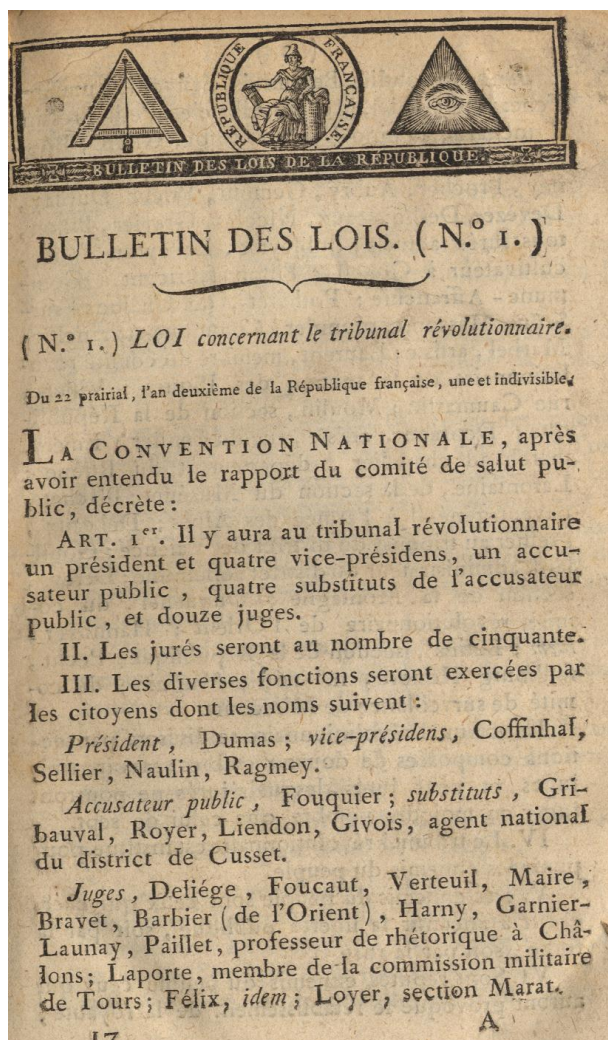 RÉPUBLIQUE FRANÇAISE.
BULLETIN DES LOIS DE LA RÉPUBLIQUE.
BULLETIN DES LOIS. (N.º 1.)
(N.º 1.) LOI concernant le tribunal révolutionnaire.
Du 22 prairial, l'an deuxième de la République française, une et indivisible.
LA CONVENTION NATIONALE, après
avoir entendu le rapport du comité de salut pu-
blic, décrète :
ART. 1er. Il y aura au tribunal révolutionnaire
un président et quatre vice-présidens, un accu-
sateur public, quatre substituts de l'accusateur
public, et douze juges.
II. Les jurés seront au nombre de cinquante.
III. Les diverses fonctions seront exercées par
les citoyens dont les noms suivent :
Président, Dumas ; vice-présidens, Coffinhal,
Sellier, Naulin, Ragmey.
Accusateur public, Fouquier ; substituts, Gri-
bauval, Royer, Liendon, Givois, agent national
du district de Cusset.
Juges, Deliége, Foucaut, Verteuil, Maire,
Bravet, Barbier (de l'Orient), Harny, Garnier-
Launay, Paillet, professeur de rhétorique à Châ-
lons ; Laporte, membre de la commission militaire
de Tours ; Félix, idem ; Loyer, section Marat.
A